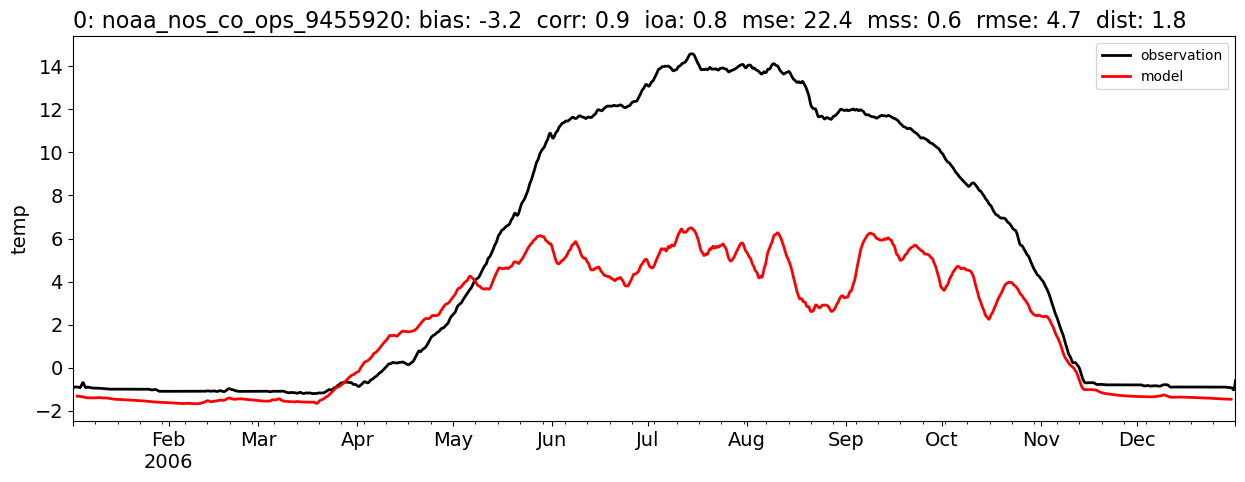 0: noaa_nos_co_ops_9455920: bias: -3.2  corr: 0.9  ioa: 0.8  mse: 22.4  mss: 0.6  rmse: 4.7  dist: 1.8
observation
model
14
12
10
8
6
4
2
0
−2
temp
Feb Mar Apr May Jun Jul Aug Sep Oct Nov Dec
2006